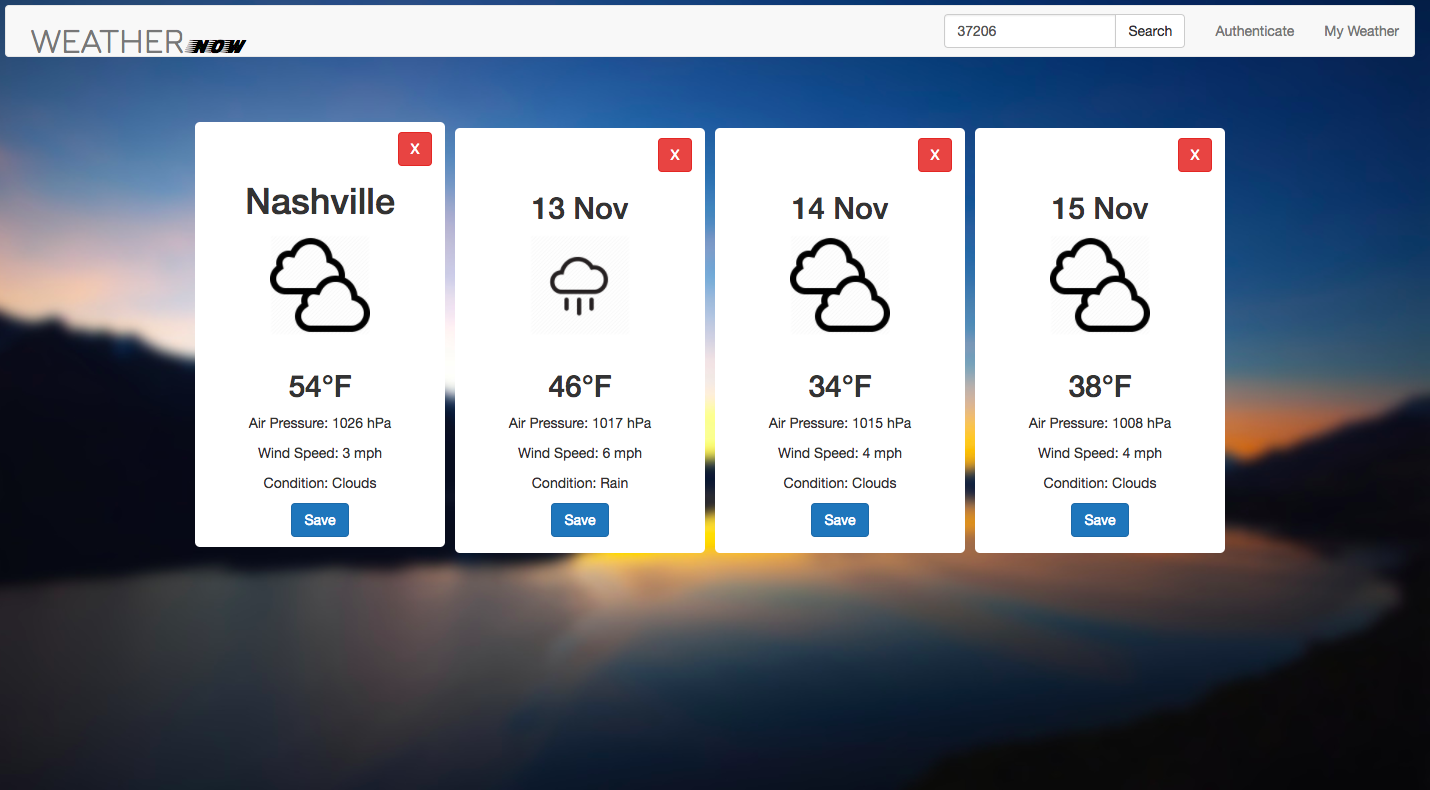 WEATHER NOW
37206
Search
Authenticate
My Weather
X
Nashville
54°F
Air Pressure: 1026 hPa
Wind Speed: 3 mph
Condition: Clouds
Save
X
13 Nov
46°F
Air Pressure: 1017 hPa
Wind Speed: 6 mph
Condition: Rain
Save
X
14 Nov
34°F
Air Pressure: 1015 hPa
Wind Speed: 4 mph
Condition: Clouds
Save
X
15 Nov
38°F
Air Pressure: 1008 hPa
Wind Speed: 4 mph
Condition: Clouds
Save